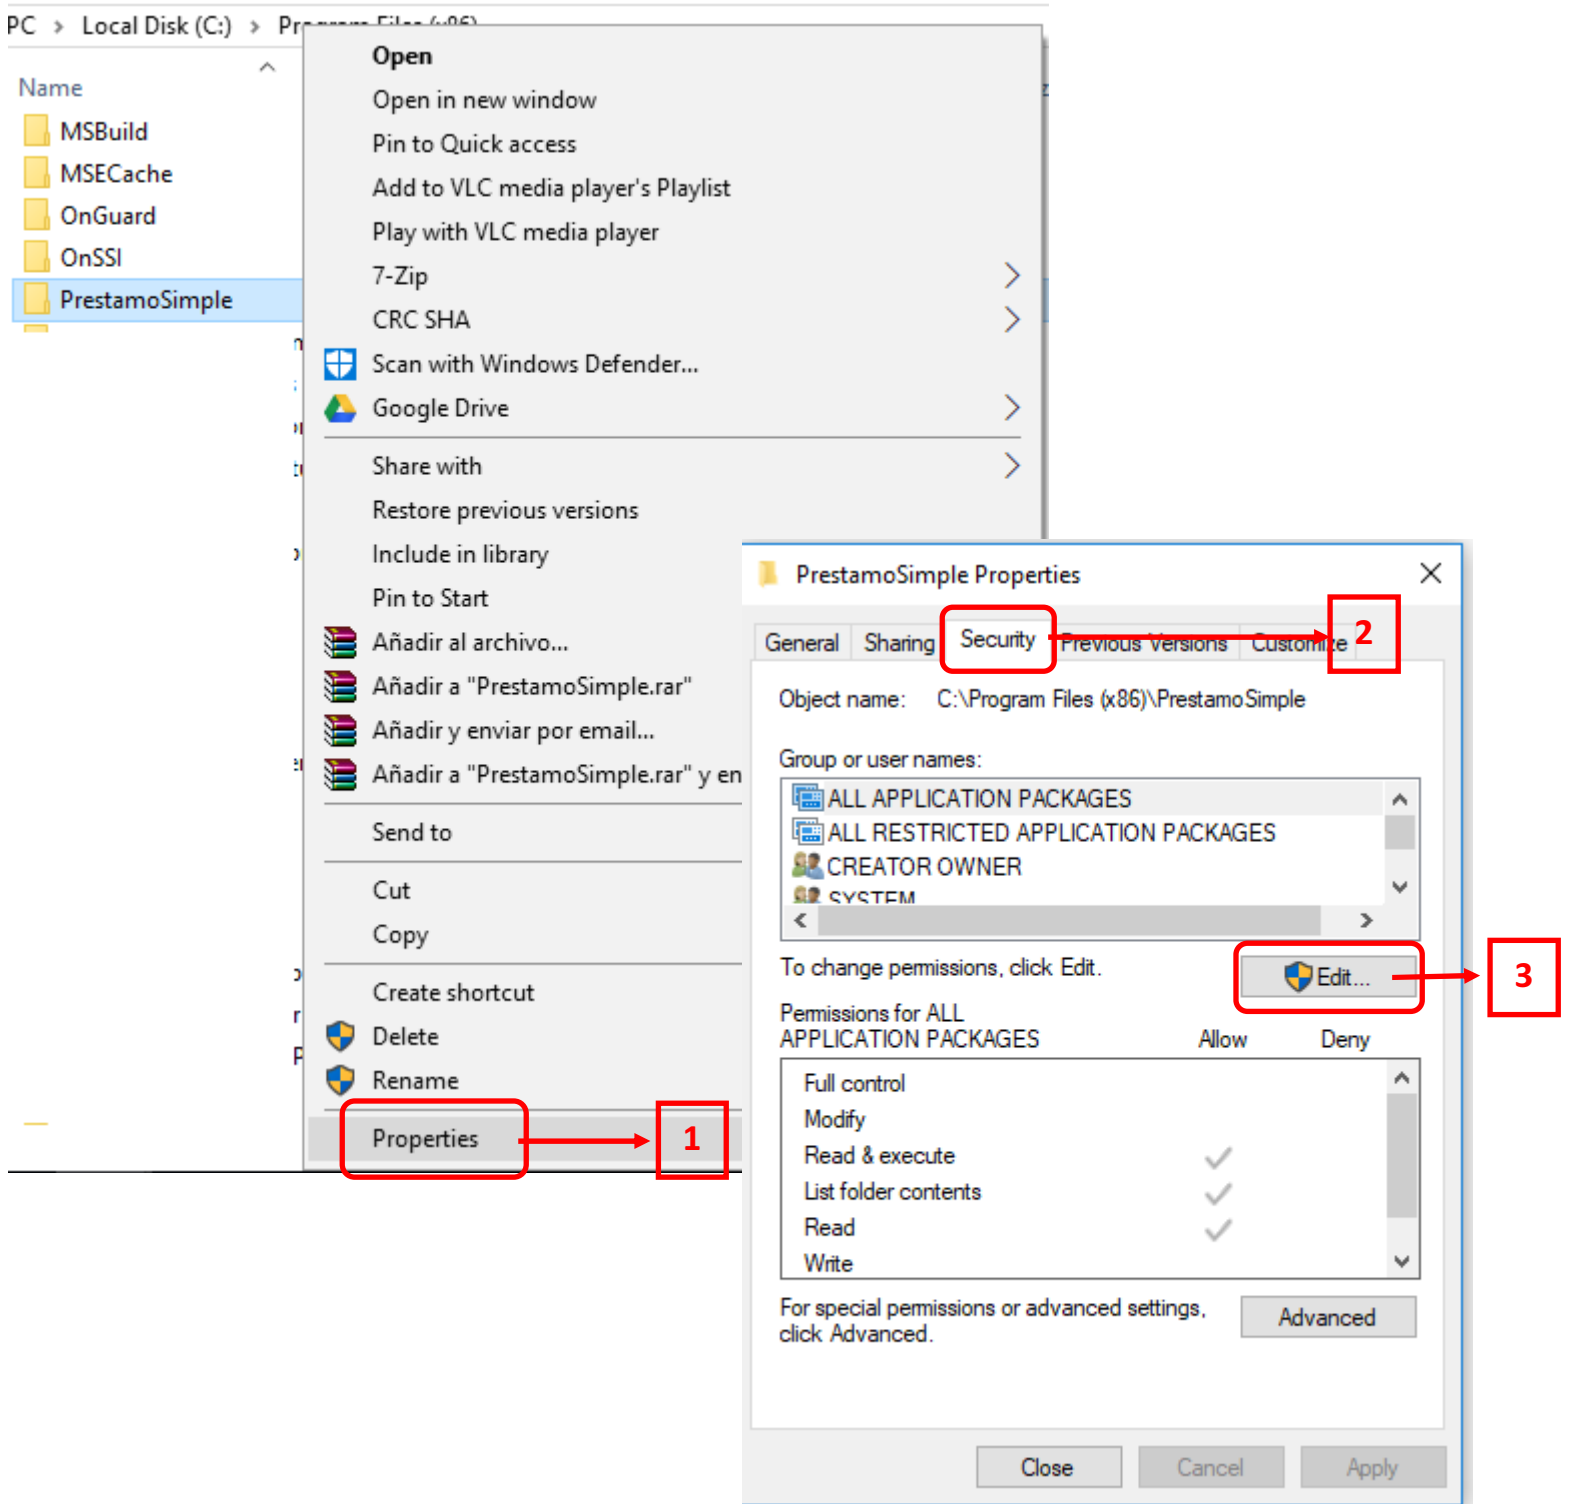 PC > Local Disk (C:) > Program Files (x86)
Name
MSBuild
MSECache
OnGuard
OnSSI
PrestamoSimple
Open
Open in new window
Pin to Quick access
Add to VLC media player's Playlist
Play with VLC media player
7-Zip
CRC SHA
Scan with Windows Defender...
Google Drive
Share with
Restore previous versions
Include in library
Pin to Start
Añadir al archivo...
Añadir a "PrestamoSimple.rar"
Añadir y enviar por email...
Añadir a "PrestamoSimple.rar" y en
Send to
Cut
Copy
Create shortcut
Delete
Rename
Properties
1
PrestamoSimple Properties
General Sharing Security Previous Versions Customize
2
Object name: C:\Program Files (x86)\PrestamoSimple
Group or user names:
ALL APPLICATION PACKAGES
ALL RESTRICTED APPLICATION PACKAGES
CREATOR OWNER
SYSTEM
To change permissions, click Edit.
Edit...
3
Permissions for ALL
APPLICATION PACKAGES Allow Deny
Full control
Modify
Read & execute
List folder contents
Read
Write
For special permissions or advanced settings,
click Advanced.
Advanced
Close Cancel Apply